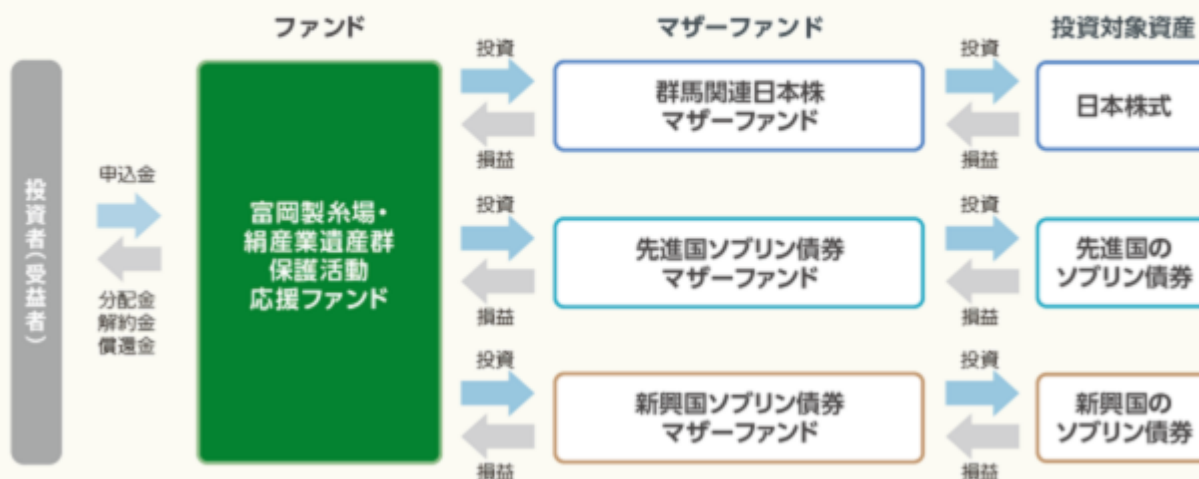 ファンド
マザーファンド
投資対象資産
投資者(受益者)
申込金
分配金
解約金
償還金
富岡製糸場・
絹産業遺産群
保護活動
応援ファンド
投資
損益
群馬関連日本株
マザーファンド
投資
損益
日本株式
投資
損益
先進国ソブリン債券
マザーファンド
投資
損益
先進国の
ソブリン債券
投資
損益
新興国ソブリン債券
マザーファンド
投資
損益
新興国の
ソブリン債券